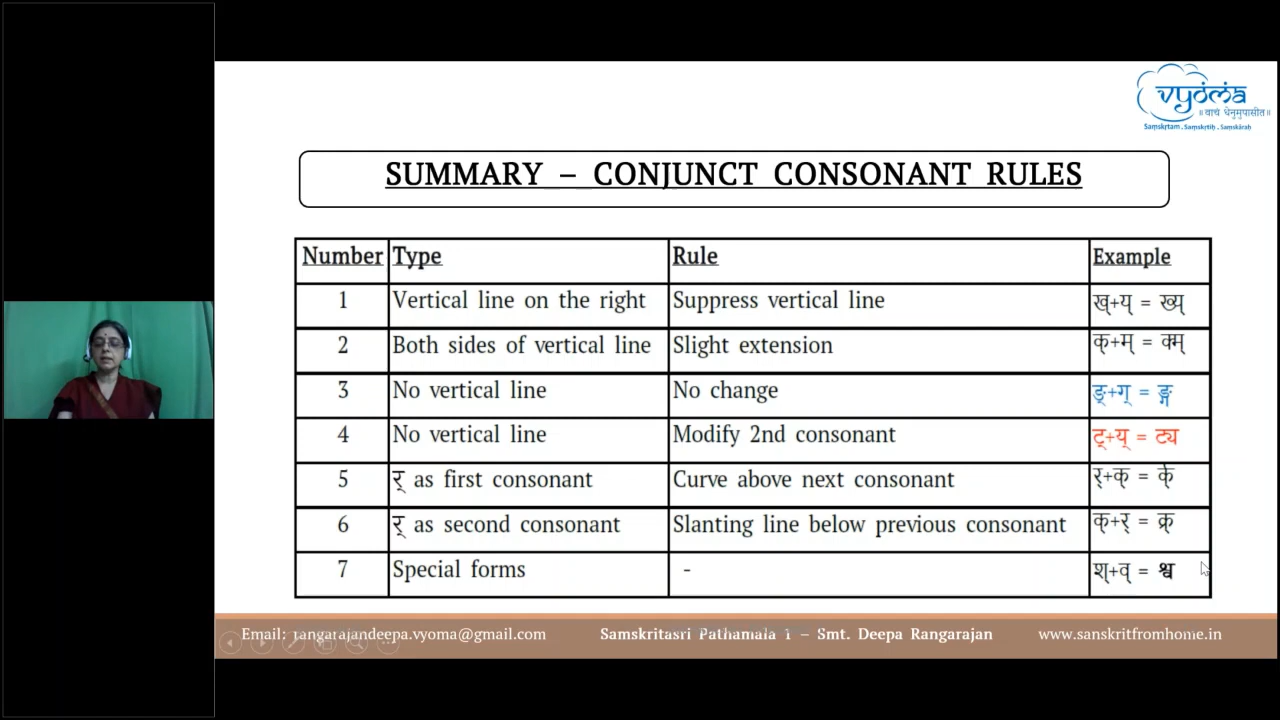 vyoma
॥ वाचं धेनुमुपासीत ॥
Saṃskṛtam . Saṃskṛtiḥ . Saṃskāraḥ
SUMMARY – CONJUNCT CONSONANT RULES
Number Type Rule Example
1 Vertical line on the right Suppress vertical line ख्+य् = ख्य्
2 Both sides of vertical line Slight extension क्+म् = क्म्
3 No vertical line No change ङ्+ग् = ङ्ग्
4 No vertical line Modify 2nd consonant ट्+य् = ट्य
5 र् as first consonant Curve above next consonant र्+क् = र्क्
6 र् as second consonant Slanting line below previous consonant क्+र् = क्र्
7 Special forms - श्+व् = श्व
Email: rangarajandeepa.vyoma@gmail.com Samskritasri Pathamala 1 – Smt. Deepa Rangarajan www.sanskritfromhome.in